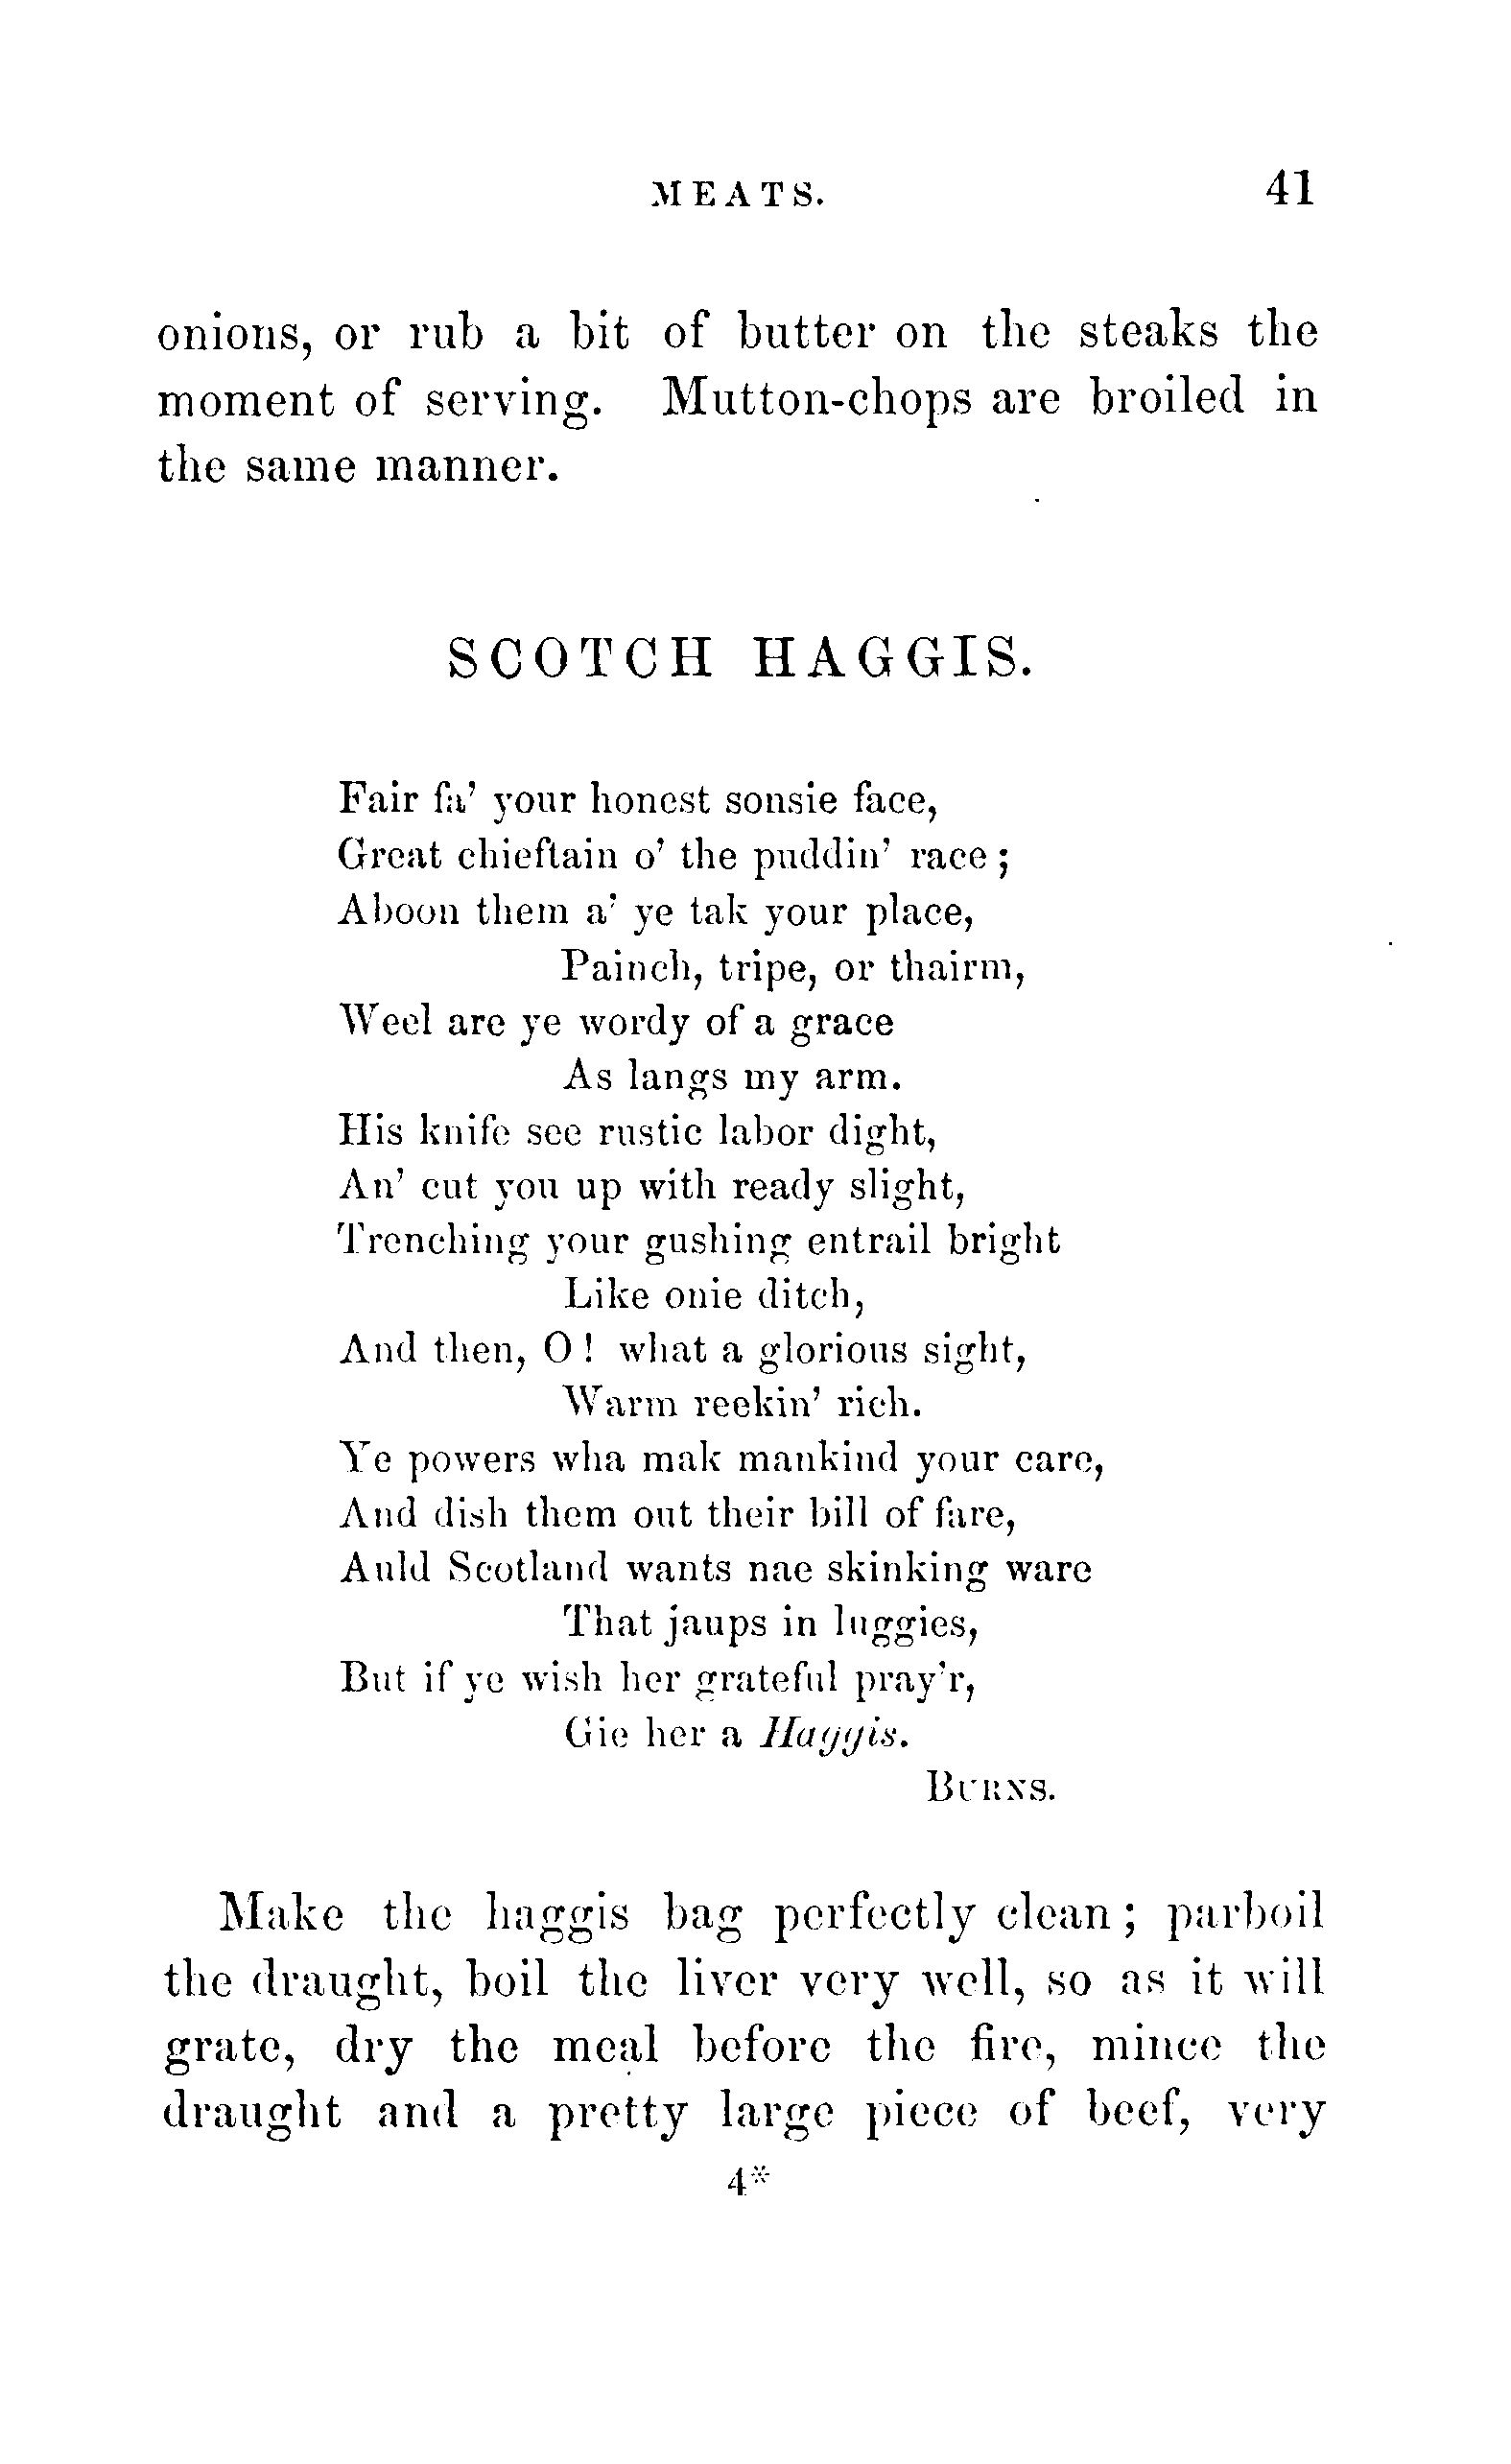 MEATS. 41
onions, or rub a bit of butter on the steaks the
moment of serving. Mutton-chops are broiled in
the same manner.
SCOTCH HAGGIS.
Fair fa' your honest sonsie face,
Great chieftain o' the puddin' race;
Aboon them a' ye tak your place,
Painch, tripe, or thairm,
Weel are ye wordy of a grace
As langs my arm.
His knife see rustic labor dight,
An' cut you up with ready slight,
Trenching your gushing entrail bright
Like onie ditch,
And then, O! what a glorious sight,
Warm reekin' rich.
Ye powers wha mak mankind your care,
And dish them out their bill of fare,
Auld Scotland wants nae skinking ware
That jaups in luggies,
But if ye wish her grateful pray'r,
Gie her a Haggis.
BURNS.
Make the haggis bag perfectly clean; parboil
the draught, boil the liver very well, so as it will
grate, dry the meal before the fire, mince the
draught and a pretty large piece of beef, very
4*